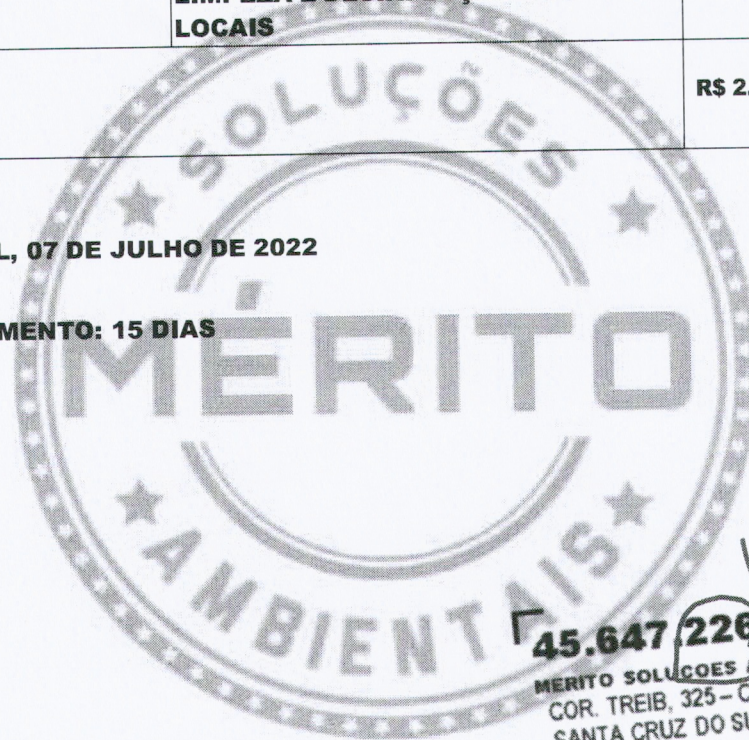 LOCAIS
R$ 2.
SOLUÇÕES
L, 07 DE JULHO DE 2022
MENTO: 15 DIAS
MÉRITO
AMBIENTAIS
45.647.226
MERITO SOLUCOES A
COR. TREIB, 325 – C
SANTA CRUZ DO SU